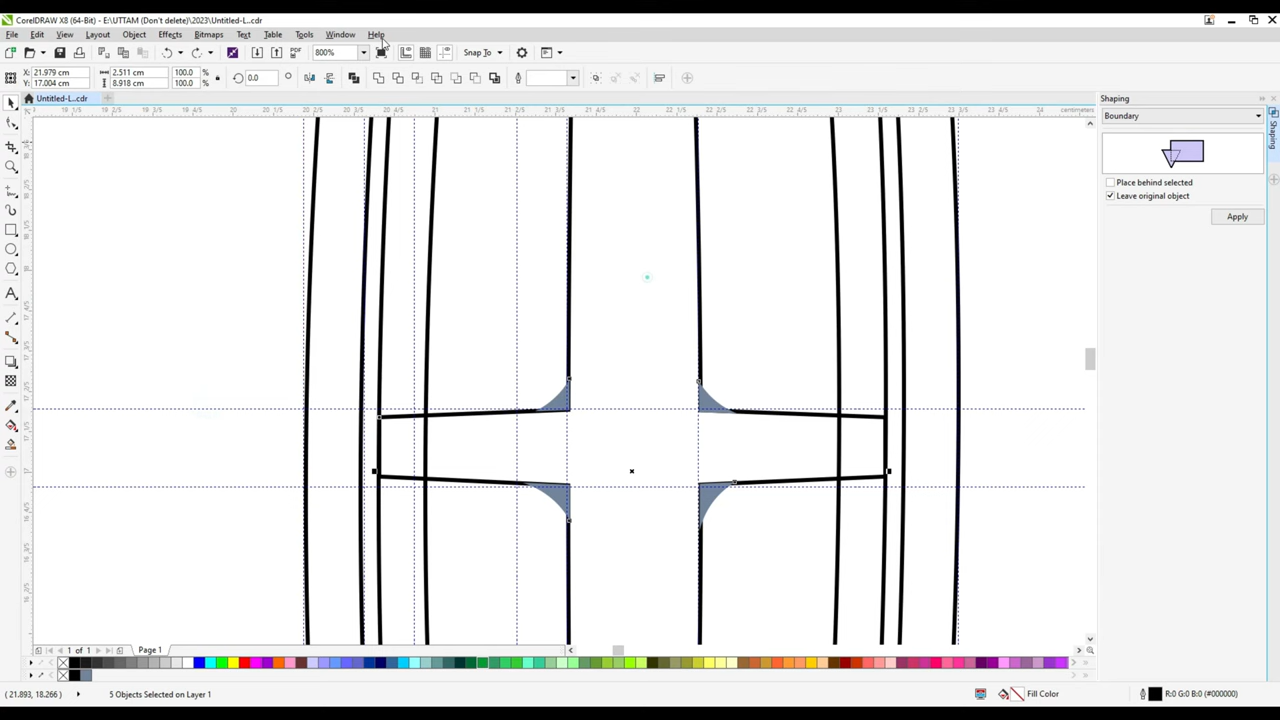 CorelDRAW X8 (64-Bit) - E:\UTTAM (Don't delete)\2023\Untitled-L..cdr
File Edit View Layout Object Effects Bitmaps Text Table Tools Window Help
800% Snap To
X: 21.979 cm 2.511 cm 100.0 % 0.0 °
Y: 17.004 cm 8.918 cm 100.0 %
Untitled-L..cdr
centimeters
Shaping
Boundary
Place behind selected
Leave original object
Apply
Shaping
1 of 1 Page 1
(21.893, 18.266) 5 Objects Selected on Layer 1 Fill Color R:0 G:0 B:0 (#000000)